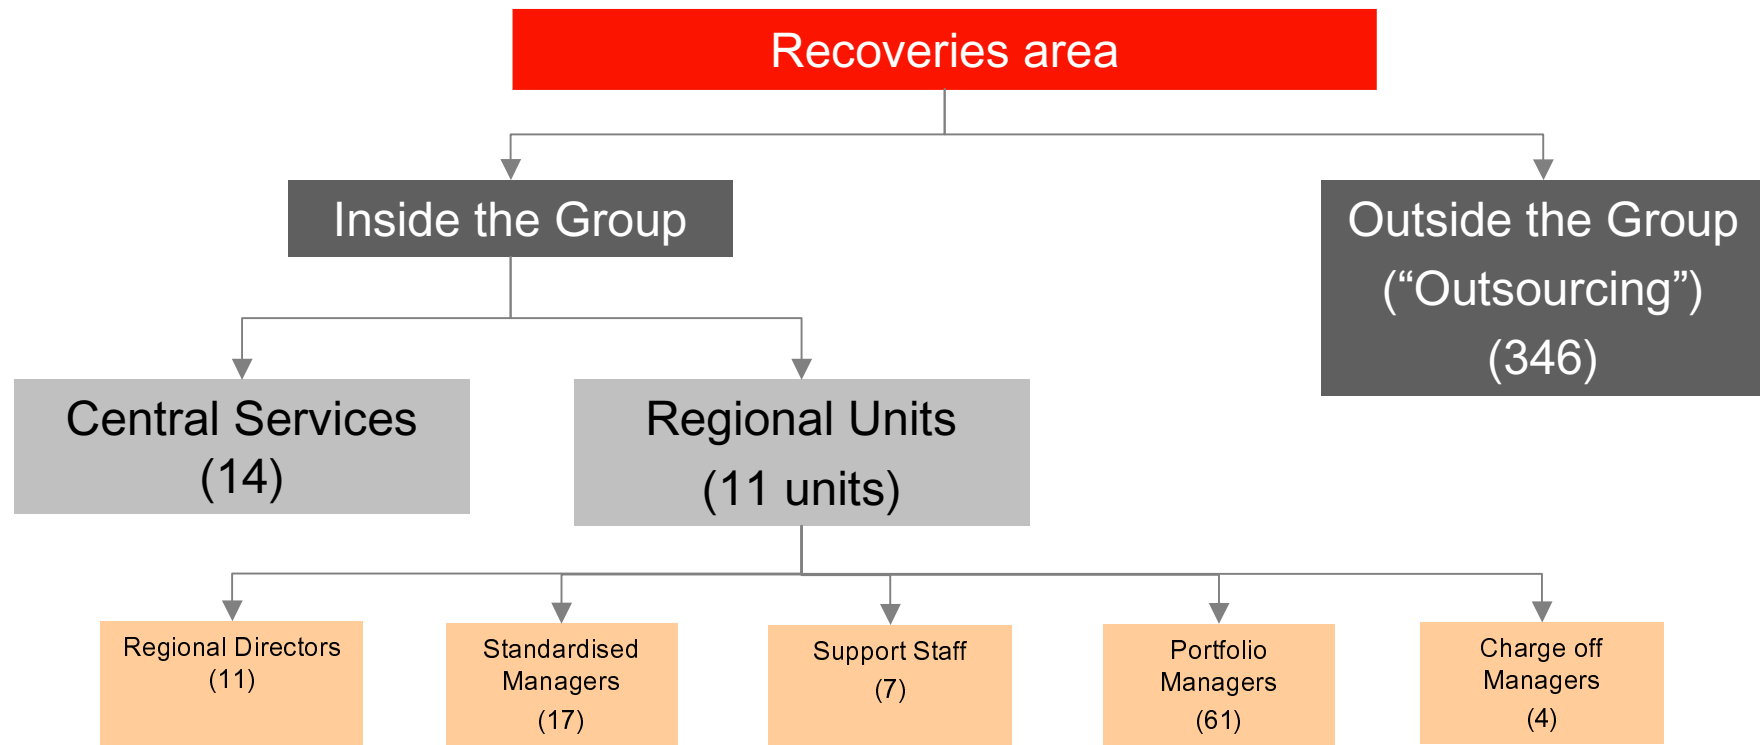 Recoveries area
Inside the Group
Outside the Group
(“Outsourcing”)
(346)
Central Services
(14)
Regional Units
(11 units)
Regional Directors
(11)
Standardised
Managers
(17)
Support Staff
(7)
Portfolio
Managers
(61)
Charge off
Managers
(4)